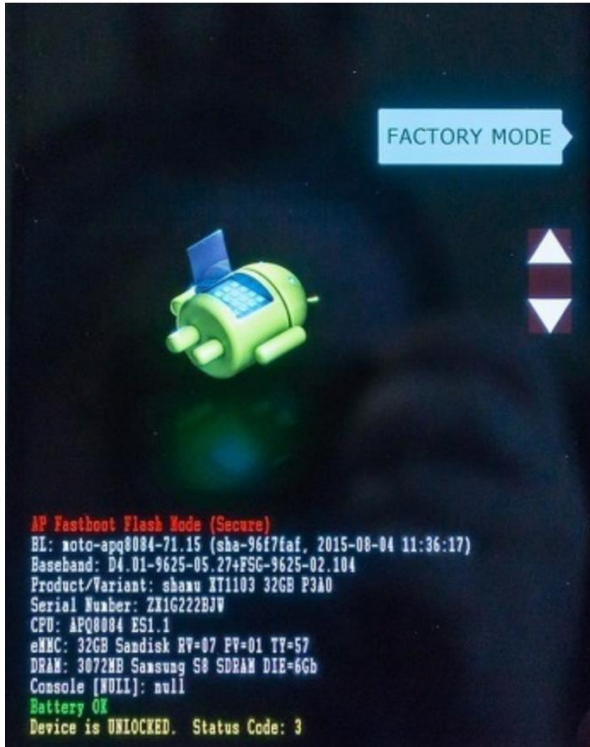 FACTORY MODE
AP Fastboot Flash Mode (Secure)
BL: moto-apq8084-71.15 (sha-96f7faf, 2015-08-04 11:36:17)
Baseband: D4.01-9625-05.27+FSG-9625-02.104
Product/Variant: shamu XT1103 32GB P3A0
Serial Number: ZX1G222BJW
CPU: APQ8084 ES1.1
eMMC: 32GB Sandisk RV=07 PV=01 TY=57
DRAM: 3072MB Samsung S8 SDRAM DIE=6Gb
Console [NULL]: null
Battery OK
Device is UNLOCKED. Status Code: 3